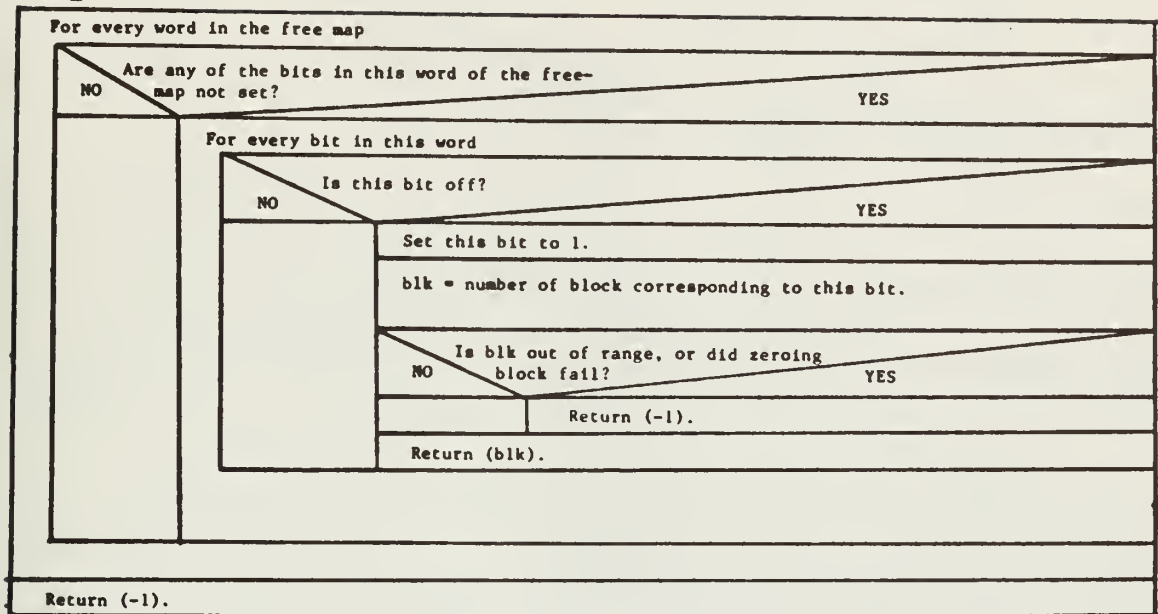 For every word in the free map
Are any of the bits in this word of the free-
NO
map not set?
YES
For every bit in this word
Is this bit off?
NO
YES
Set this bit to 1.
blk = number of block corresponding to this bit.
Is blk out of range, or did zeroing
NO
block fail?
YES
Return (-1).
Return (blk).
Return (-1).